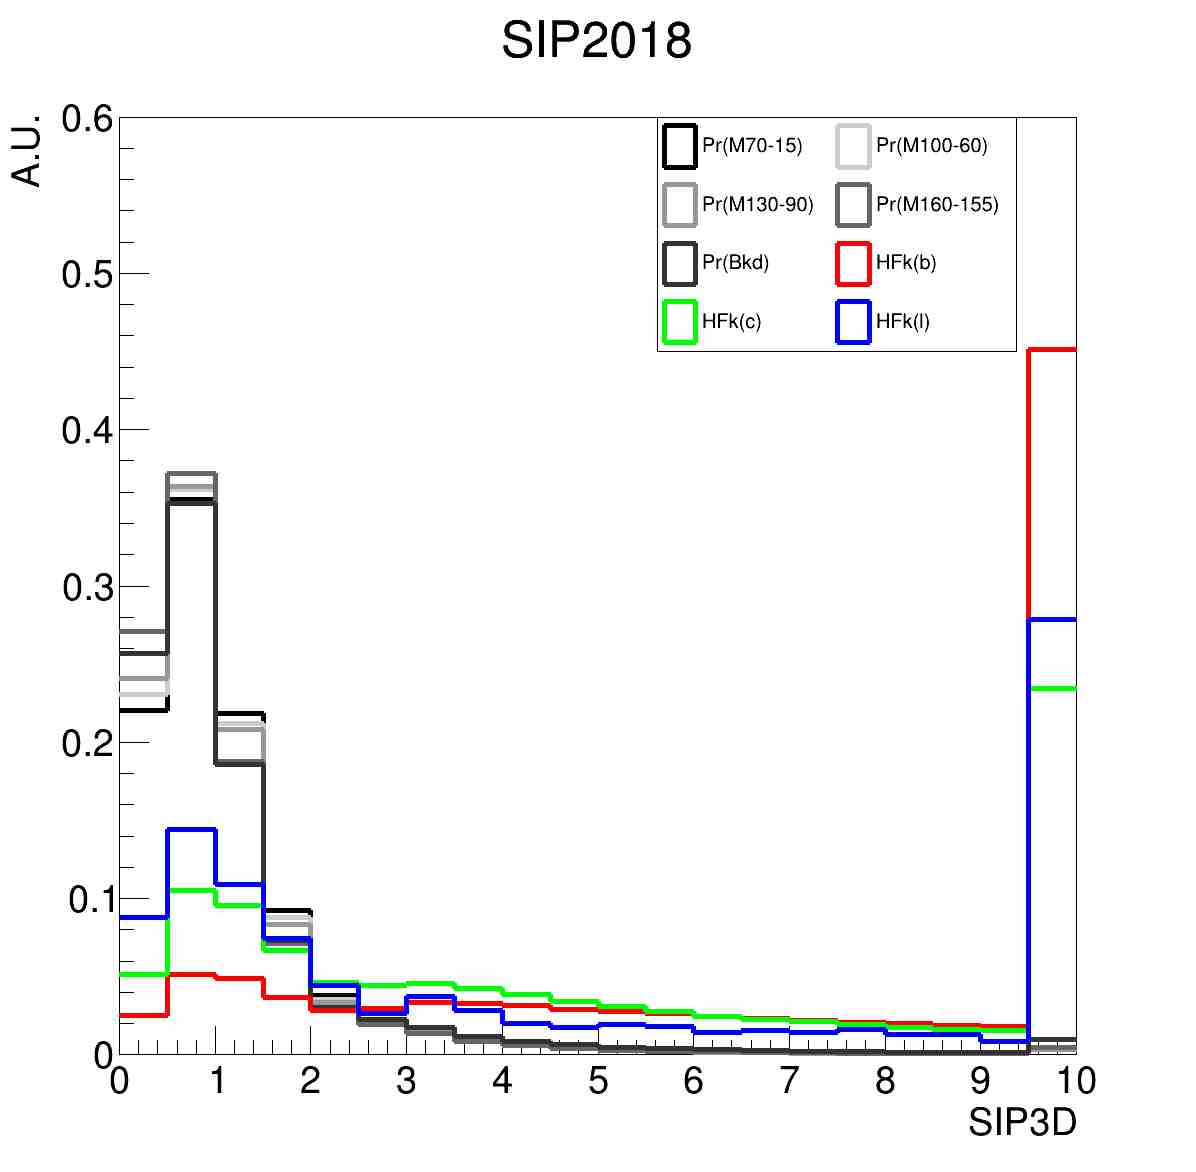 SIP2018
A.U.
0.6
0.5
0.4
0.3
0.2
0.1
0
Pr(M70-15) Pr(M100-60)
Pr(M130-90) Pr(M160-155)
Pr(Bkd) HFk(b)
HFk(c) HFk(l)
0 1 2 3 4 5 6 7 8 9 10
SIP3D